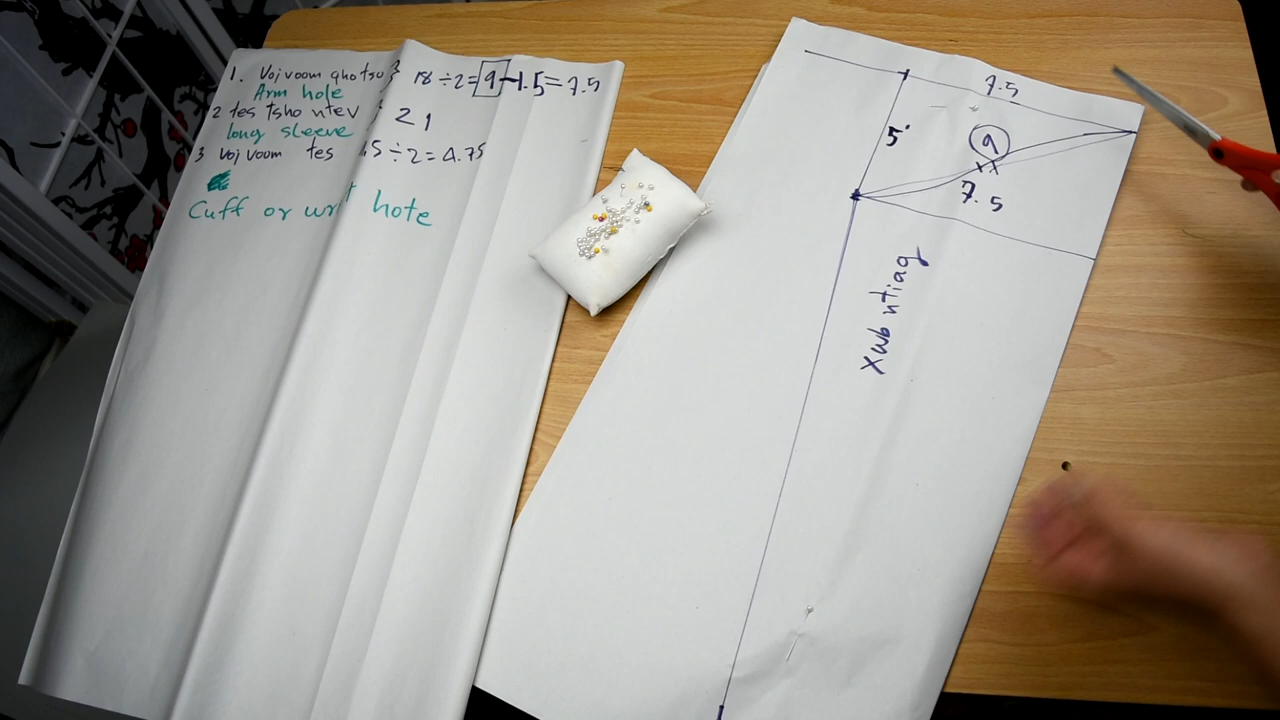 1. Voj voom qhotsu } 18 ÷ 2 = 9 - 1.5 = 7.5
Arm hole
2 tes tsho ntev } 21
long sleeve
3 voj voom tes .5 ÷ 2 = 4.75
Cuff or hote
7.5
5"
9
7.5
xub ntiag